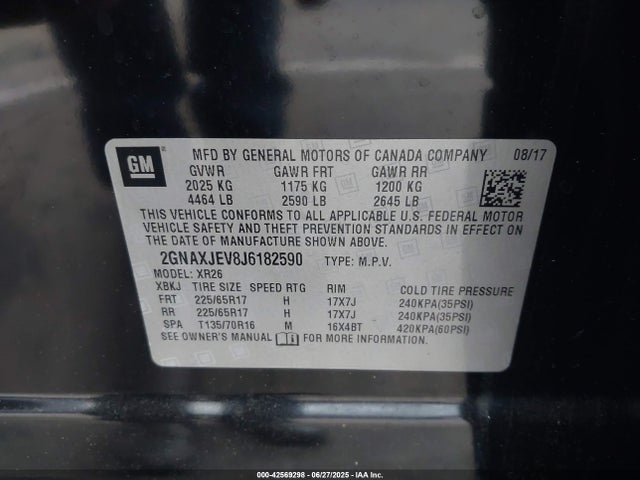 GM
MFD BY GENERAL MOTORS OF CANADA COMPANY 08/17
GVWR GAWR FRT GAWR RR
2025 KG 1175 KG 1200 KG
4464 LB 2590 LB 2645 LB
THIS VEHICLE CONFORMS TO ALL APPLICABLE U.S. FEDERAL MOTOR
VEHICLE SAFETY AND THEFT PREVENTION STANDARDS IN EFFECT
ON THE DATE OF MANUFACTURE SHOWN ABOVE.
2GNAXJEV8J6182590 TYPE: M.P.V.
MODEL: XR26
XBKJ TIRE SIZE SPEED RTG RIM COLD TIRE PRESSURE
FRT 225/65R17 H 17X7J 240KPA(35PSI)
RR 225/65R17 H 17X7J 240KPA(35PSI)
SPA T135/70R16 M 16X4BT 420KPA(60PSI)
SEE OWNER'S MANUAL FOR MORE INFORMATION.
000-42569298 - 06/27/2025 - IAA, Inc.